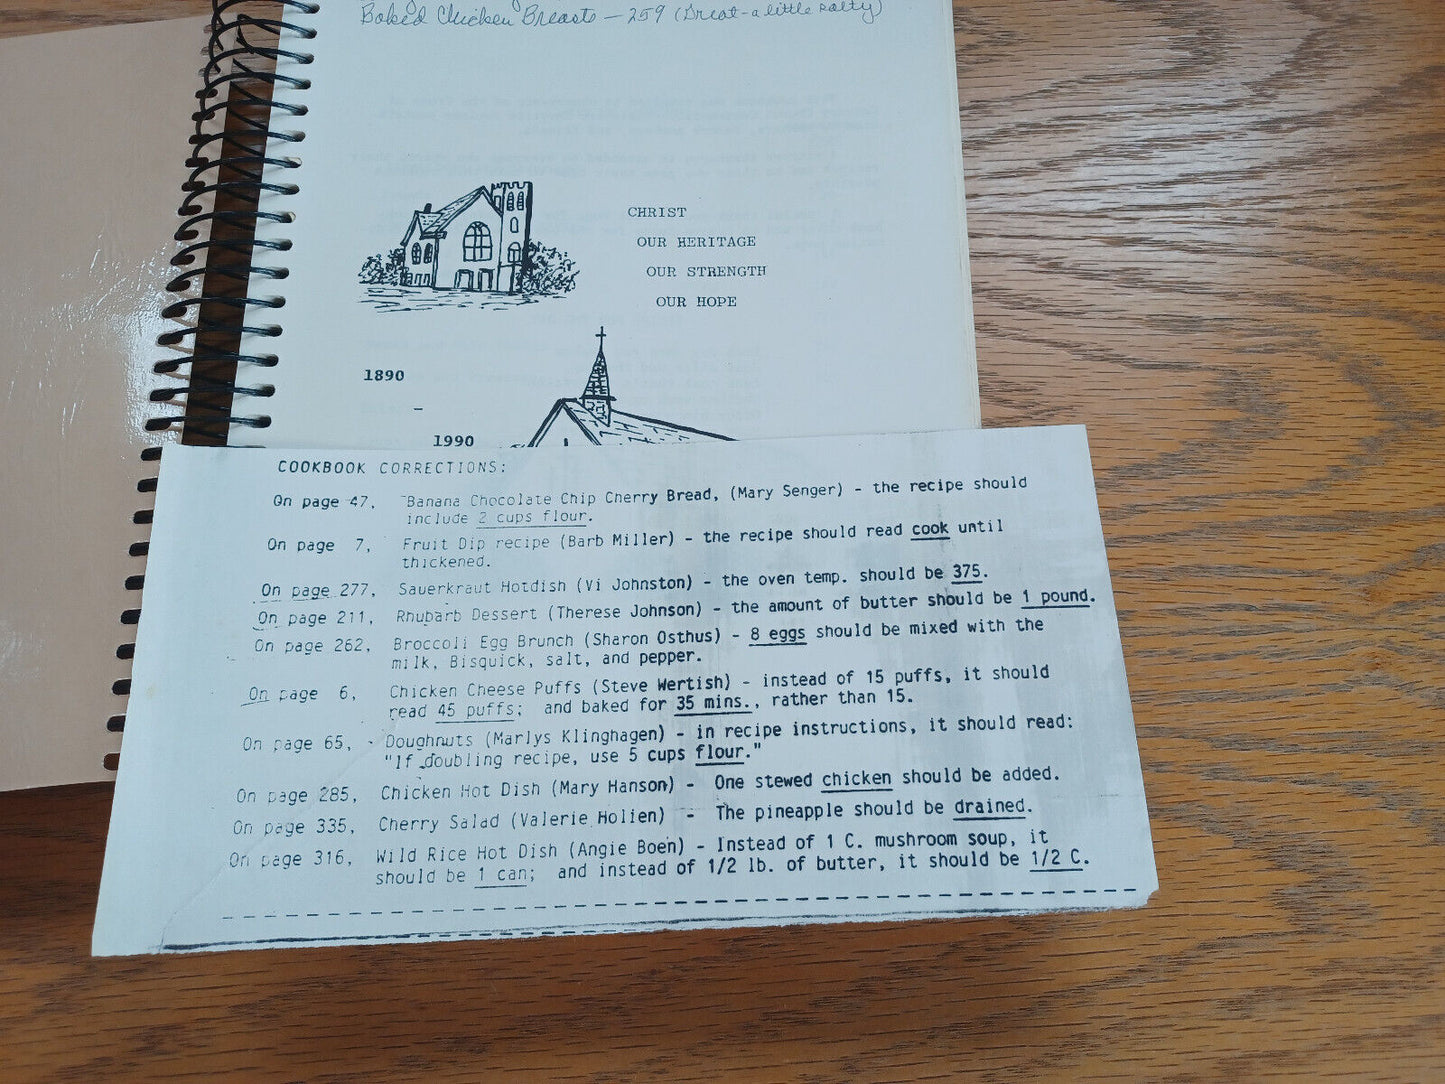 Baked Chicken Breasts - 259 (Great - a little salty)
CHRIST
OUR HERITAGE
OUR STRENGTH
OUR HOPE
1890
-
1990
COOKBOOK CORRECTIONS:
On page 47, Banana Chocolate Chip Cherry Bread, (Mary Senger) - the recipe should
include 2 cups flour.
On page 7, Fruit Dip recipe (Barb Miller) - the recipe should read cook until
thickened.
On page 277, Sauerkraut Hotdish (Vi Johnston) - the oven temp. should be 375.
On page 211, Rhubarb Dessert (Therese Johnson) - the amount of butter should be 1 pound.
On page 262, Broccoli Egg Brunch (Sharon Osthus) - 8 eggs should be mixed with the
milk, Bisquick, salt, and pepper.
On page 6, Chicken Cheese Puffs (Steve Wertish) - instead of 15 puffs, it should
read 45 puffs; and baked for 35 mins., rather than 15.
On page 65, - Doughnuts (Marlys Klinghagen) - in recipe instructions, it should read:
"If doubling recipe, use 5 cups flour."
On page 285, Chicken Hot Dish (Mary Hanson) - One stewed chicken should be added.
On page 335, Cherry Salad (Valerie Holien) - The pineapple should be drained.
On page 316, Wild Rice Hot Dish (Angie Boen) - Instead of 1 C. mushroom soup, it
should be 1 can; and instead of 1/2 lb. of butter, it should be 1/2 C.